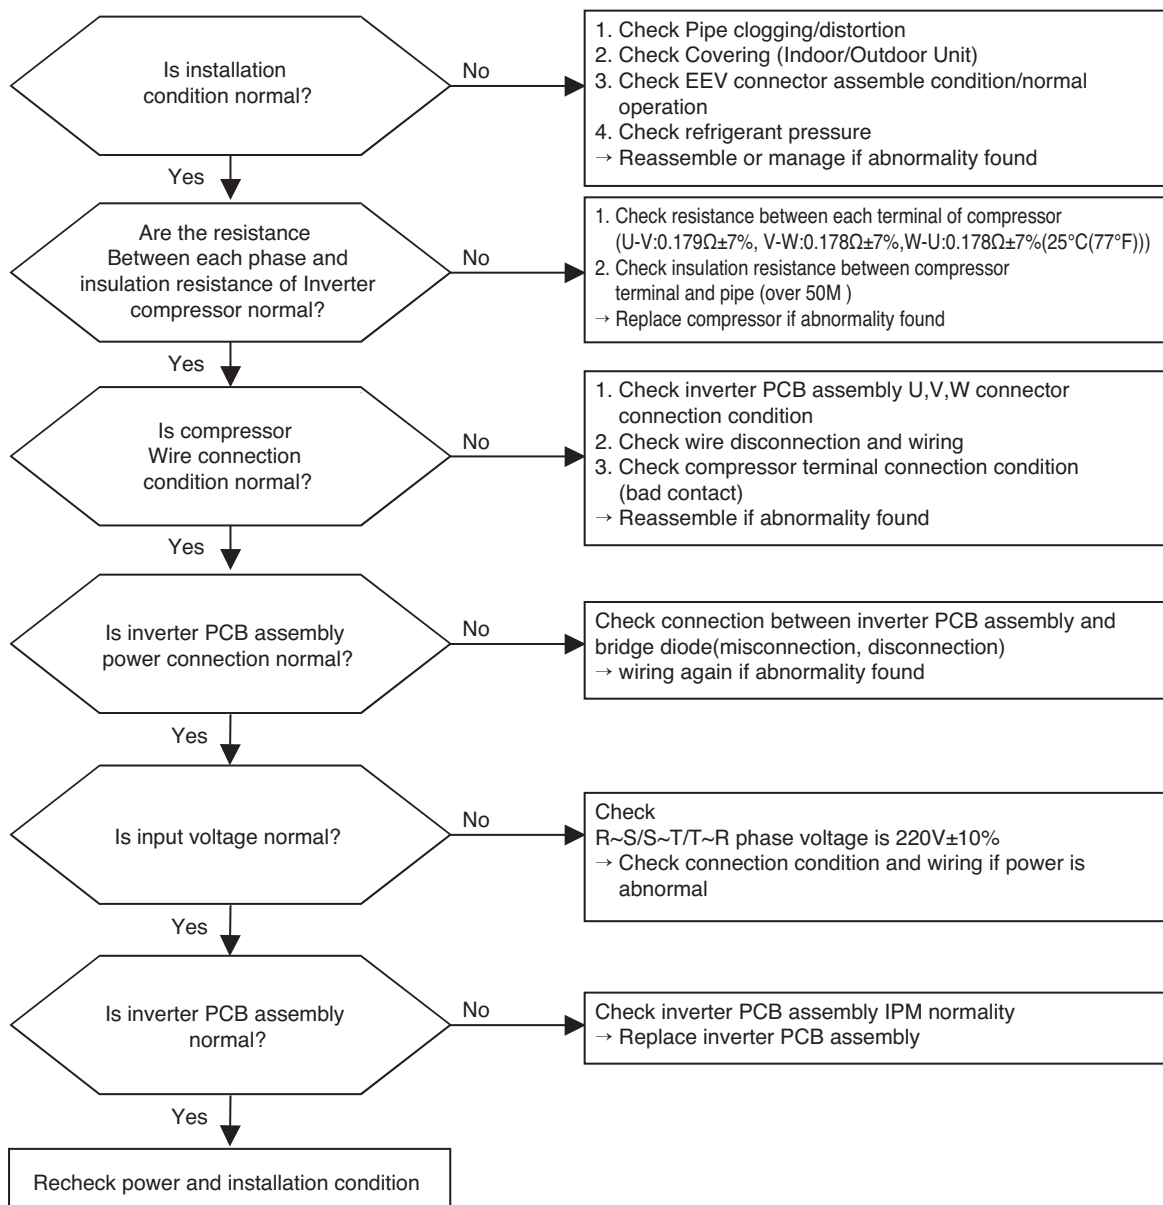 Is installation
condition normal?
No
1. Check Pipe clogging/distortion
2. Check Covering (Indoor/Outdoor Unit)
3. Check EEV connector assemble condition/normal
operation
4. Check refrigerant pressure
→ Reassemble or manage if abnormality found
Yes
Are the resistance
Between each phase and
insulation resistance of Inverter
compressor normal?
No
1. Check resistance between each terminal of compressor
(U-V:0.179Ω±7%, V-W:0.178Ω±7%,W-U:0.178Ω±7%(25°C(77°F)))
2. Check insulation resistance between compressor
terminal and pipe (over 50M )
→ Replace compressor if abnormality found
Yes
Is compressor
Wire connection
condition normal?
No
1. Check inverter PCB assembly U,V,W connector
connection condition
2. Check wire disconnection and wiring
3. Check compressor terminal connection condition
(bad contact)
→ Reassemble if abnormality found
Yes
Is inverter PCB assembly
power connection normal?
No
Check connection between inverter PCB assembly and
bridge diode(misconnection, disconnection)
→ wiring again if abnormality found
Yes
Is input voltage normal?
No
Check
R~S/S~T/T~R phase voltage is 220V±10%
→ Check connection condition and wiring if power is
abnormal
Yes
Is inverter PCB assembly
normal?
No
Check inverter PCB assembly IPM normality
→ Replace inverter PCB assembly
Yes
Recheck power and installation condition